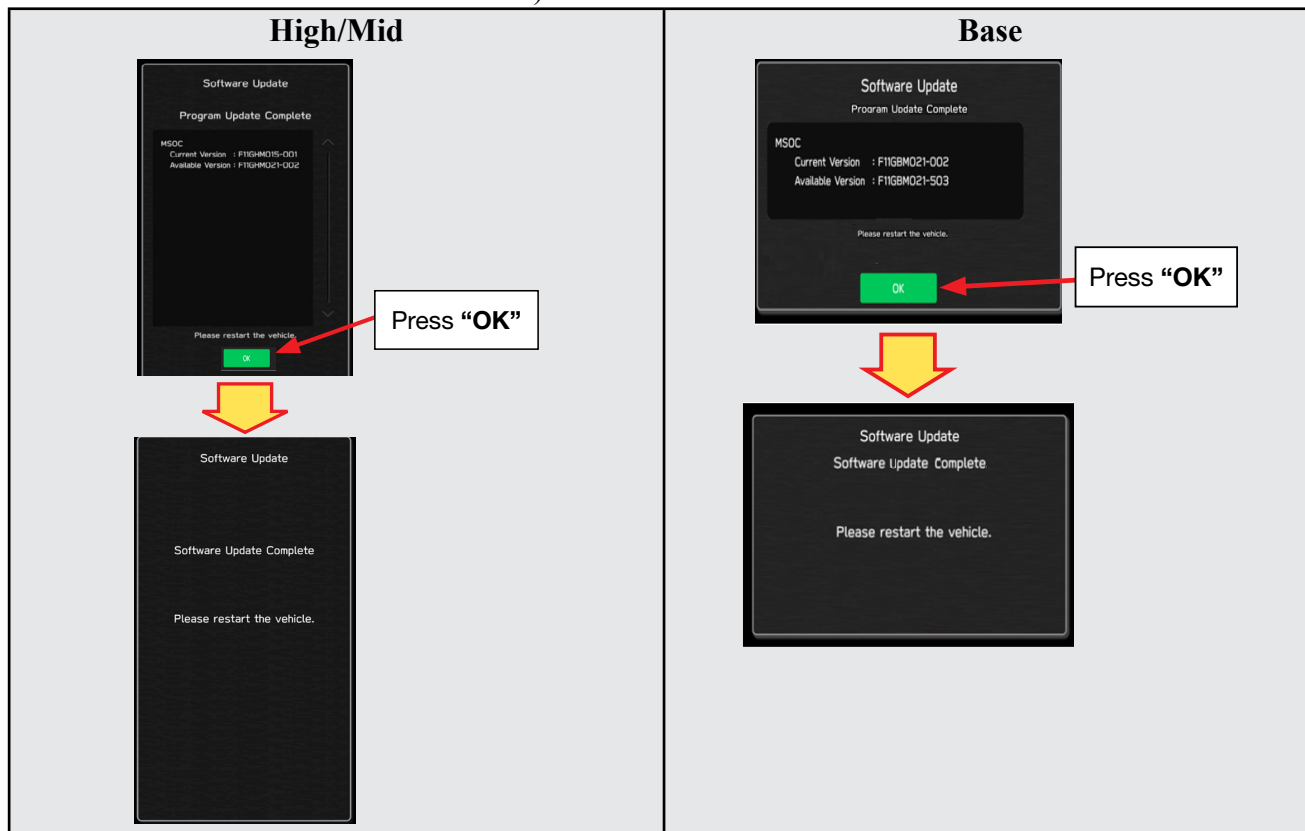 High/Mid
Software Update
Program Update Complete
MSOC
Current Version : F11GHM015-001
Available Version : F11GHM021-002
Please restart the vehicle.
OK
Press “OK”
Software Update
Software Update Complete
Please restart the vehicle.
Base
Software Update
Program Update Complete
MSOC
Current Version : F11GBM021-002
Available Version : F11GBM021-503
Please restart the vehicle.
OK
Press “OK”
Software Update
Software Update Complete
Please restart the vehicle.